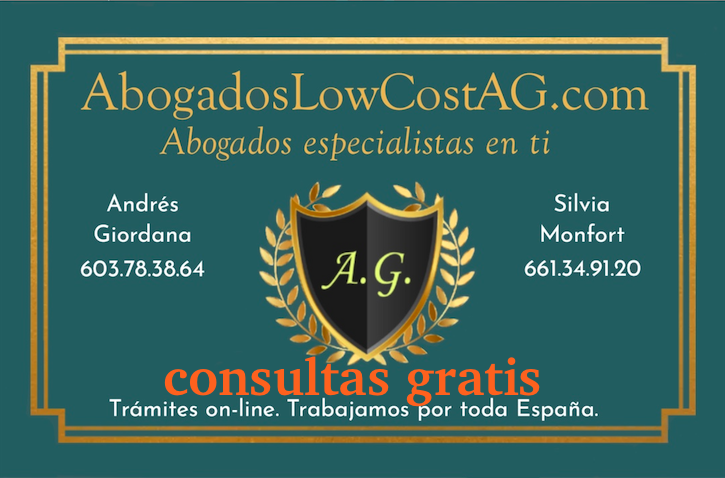 AbogadosLowCostAG.com
Abogados especialistas en ti
Andrés
Giordana
603.78.38.64
Silvia
Monfort
661.34.91.20
A.G.
consultas gratis
Trámites on-line. Trabajamos por toda España.